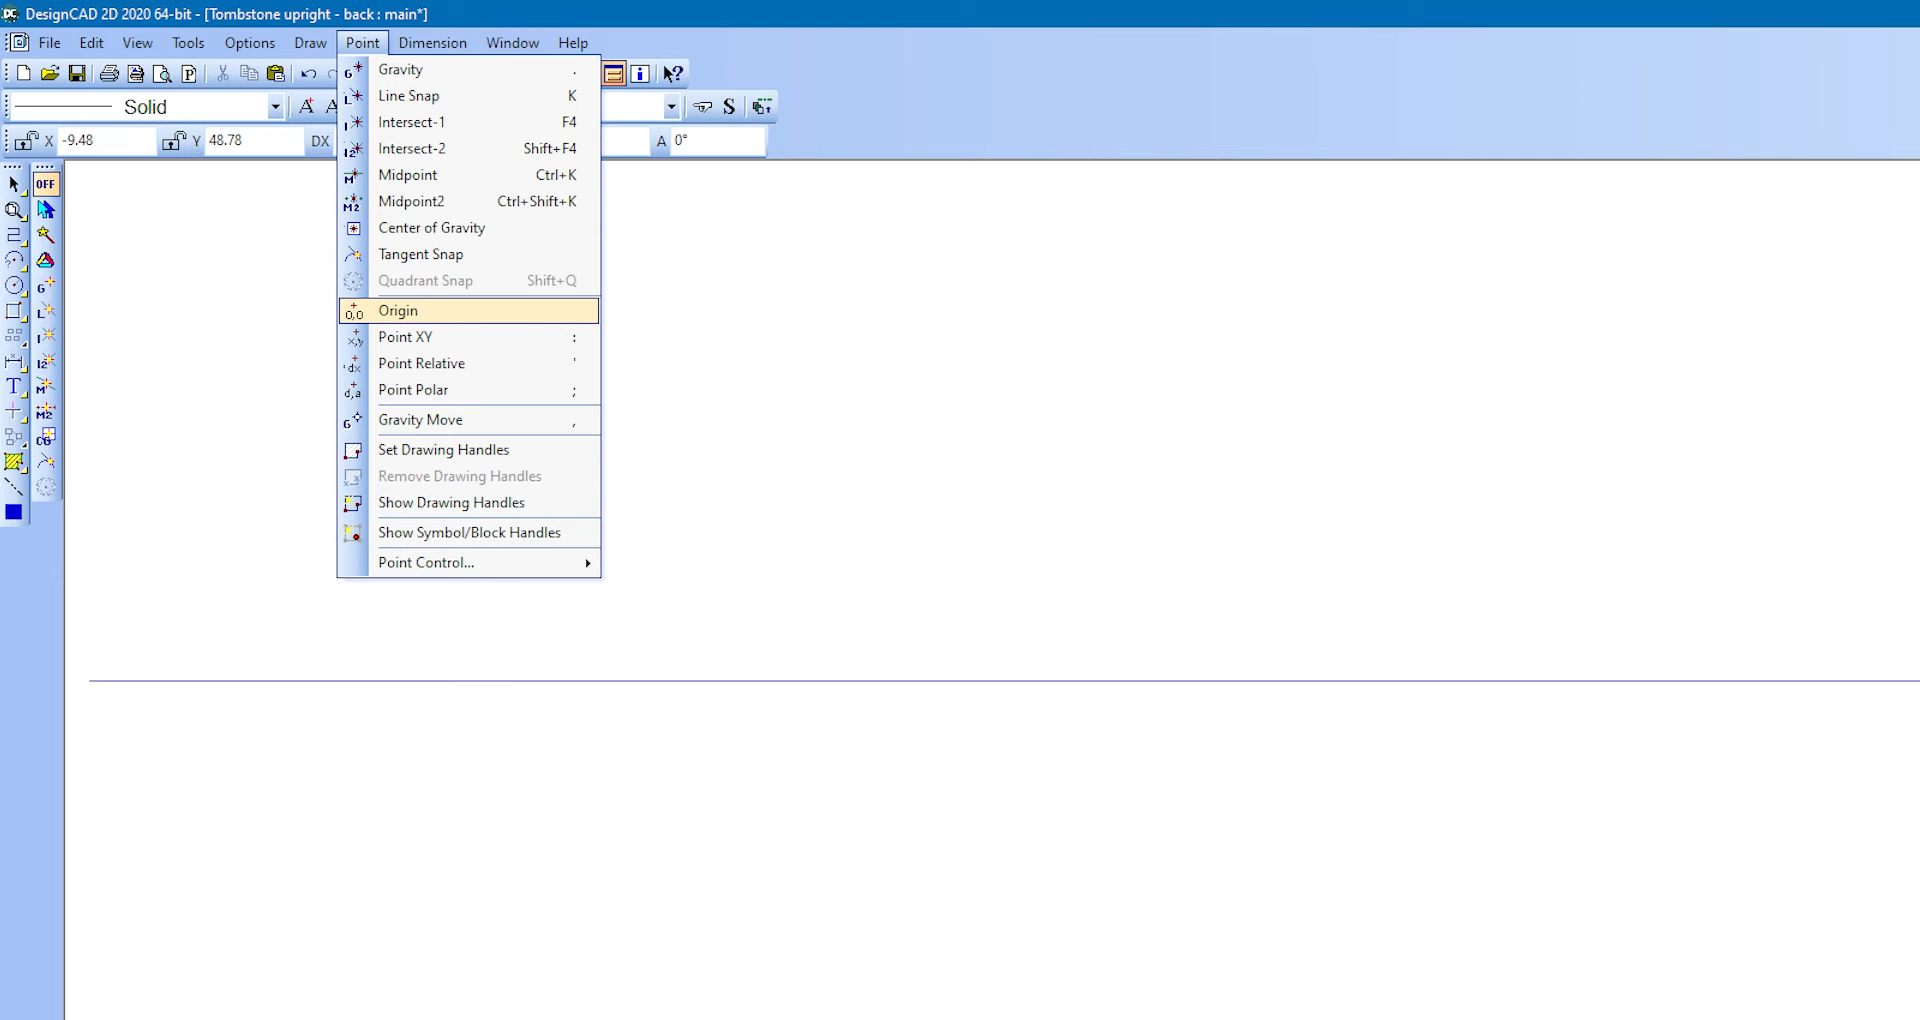 DesignCAD 2D 2020 64-bit - [Tombstone upright - back : main*]
File Edit View Tools Options Draw Point Dimension Window Help
P i ?
Solid A S
X -9.48 Y 48.78 DX A 0°
Gravity .
Line Snap K
Intersect-1 F4
Intersect-2 Shift+F4
Midpoint Ctrl+K
Midpoint2 Ctrl+Shift+K
Center of Gravity
Tangent Snap
Quadrant Snap Shift+Q
Origin
Point XY :
Point Relative '
Point Polar ;
Gravity Move ,
Set Drawing Handles
Remove Drawing Handles
Show Drawing Handles
Show Symbol/Block Handles
Point Control...
OFF
G
L
I
I2
T M
M2
CG